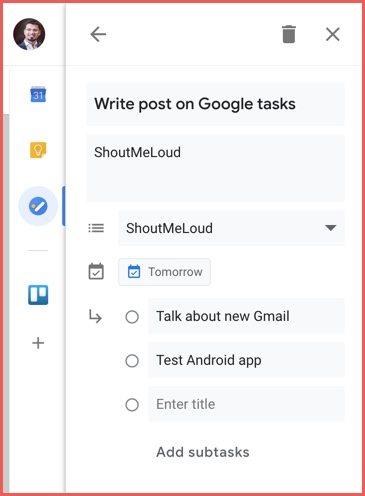 Write post on Google tasks
31
ShoutMeLoud
ShoutMeLoud
Tomorrow
Talk about new Gmail
Test Android app
Enter title
Add subtasks